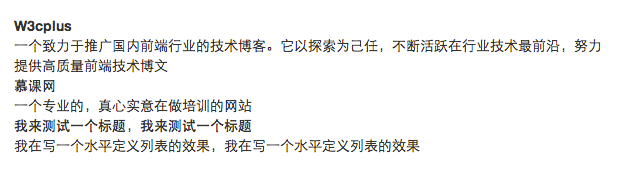 W3cplus
一个致力于推广国内前端行业的技术博客。它以探索为己任，不断活跃在行业技术最前沿，努力
提供高质量前端技术博文
慕课网
一个专业的，真心实意在做培训的网站
我来测试一个标题，我来测试一个标题
我在写一个水平定义列表的效果，我在写一个水平定义列表的效果